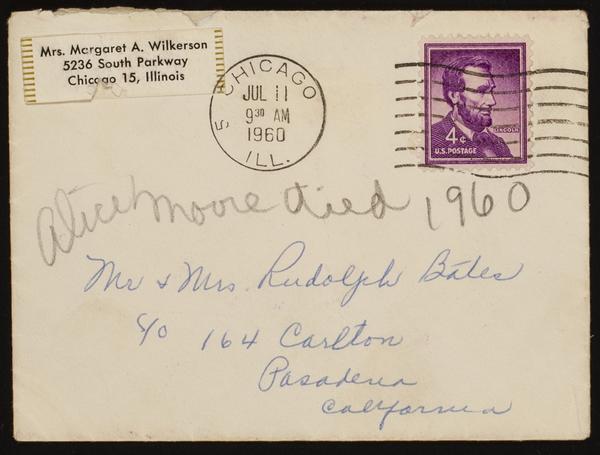 Mrs. Margaret A. Wilkerson
5236 South Parkway
Chicago 15, Illinois
S CHICAGO
JUL 11
9 30 AM
1960
ILL.
LINCOLN
4¢
U.S. POSTAGE
Alice Moore died 1960
Mr & Mrs. Rudolph Bates
c/o 164 Carlton
Pasadena
California